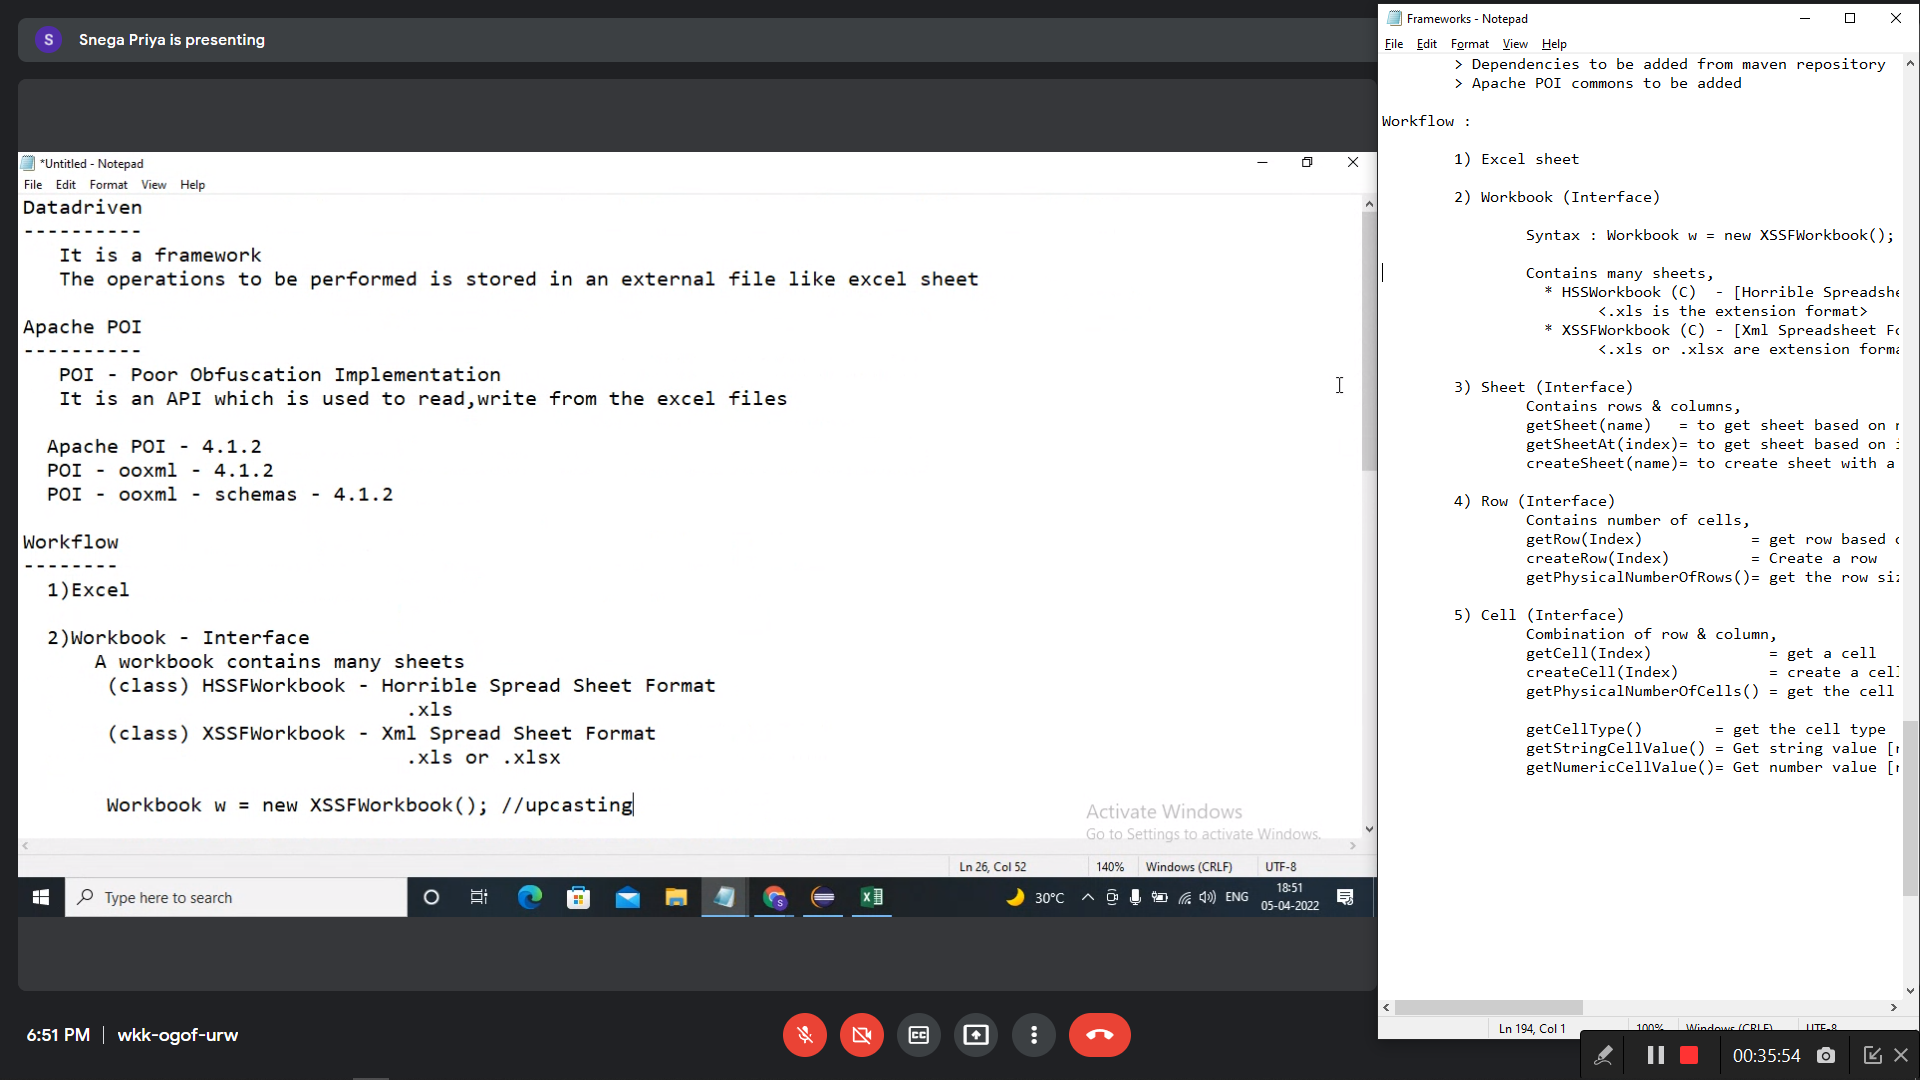 S Snega Priya is presenting
*Untitled - Notepad
File Edit Format View Help
Datadriven
----------
It is a framework
The operations to be performed is stored in an external file like excel sheet
Apache POI
----------
POI - Poor Obfuscation Implementation
It is an API which is used to read,write from the excel files
Apache POI - 4.1.2
POI - ooxml - 4.1.2
POI - ooxml - schemas - 4.1.2
Workflow
--------
1)Excel
2)Workbook - Interface
A workbook contains many sheets
(class) HSSFWorkbook - Horrible Spread Sheet Format
.xls
(class) XSSFWorkbook - Xml Spread Sheet Format
.xls or .xlsx
Workbook w = new XSSFWorkbook(); //upcasting
Activate Windows
Go to Settings to activate Windows.
Ln 26, Col 52 140% Windows (CRLF) UTF-8
Type here to search
30°C ENG
18:51
05-04-2022
6:51 PM | wkk-ogof-urw
Frameworks - Notepad
File Edit Format View Help
> Dependencies to be added from maven repository
> Apache POI commons to be added
Workflow :
1) Excel sheet
2) Workbook (Interface)
Syntax : Workbook w = new XSSFWorkbook();
Contains many sheets,
* HSSWorkbook (C) - [Horrible Spreadshe
<.xls is the extension format>
* XSSFWorkbook (C) - [Xml Spreadsheet Fo
<.xls or .xlsx are extension forma
3) Sheet (Interface)
Contains rows & columns,
getSheet(name) = to get sheet based on
getSheetAt(index)= to get sheet based on
createSheet(name)= to create sheet with a
4) Row (Interface)
Contains number of cells,
getRow(Index) = get row based
createRow(Index) = Create a row
getPhysicalNumberOfRows()= get the row
5) Cell (Interface)
Combination of row & column,
getCell(Index) = get a cell
createCell(Index) = create a cell
getPhysicalNumberOfCells() = get the cell
getCellType() = get the cell type
getStringCellValue() = Get string value
getNumericCellValue()= Get number value
Ln 194, Col 1 100% Windows (CRLF) UTF-8
00:35:54